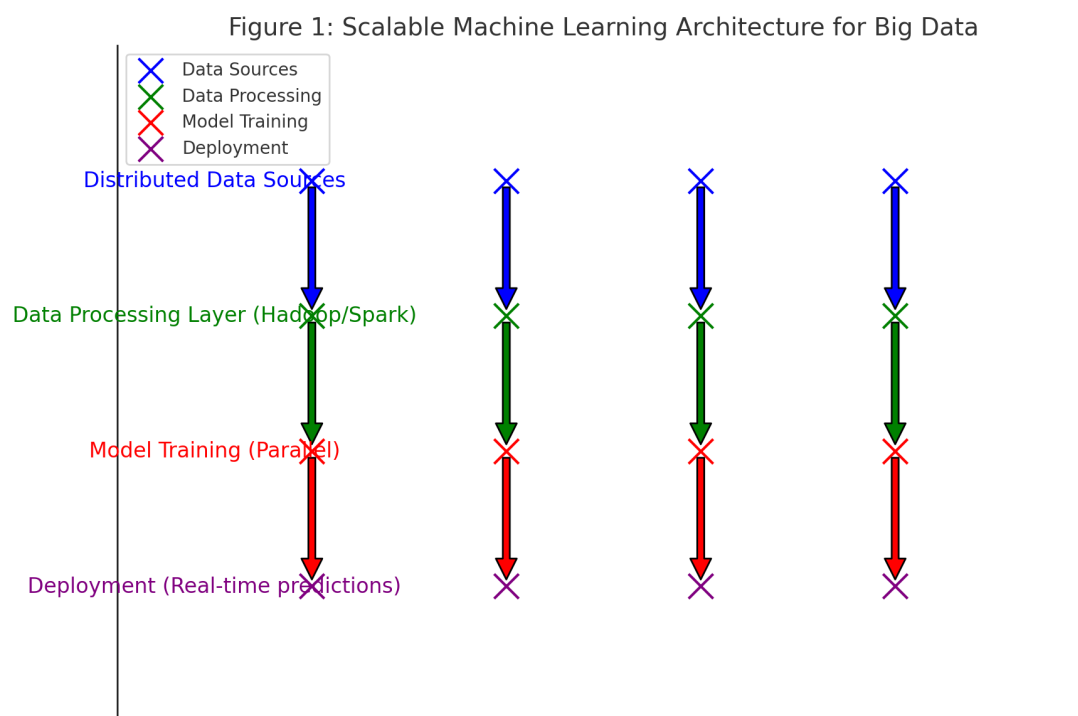 Figure 1: Scalable Machine Learning Architecture for Big Data
Data Sources
Data Processing
Model Training
Deployment
Distributed Data Sources
Data Processing Layer (Hadoop/Spark)
Model Training (Parallel)
Deployment (Real-time predictions)